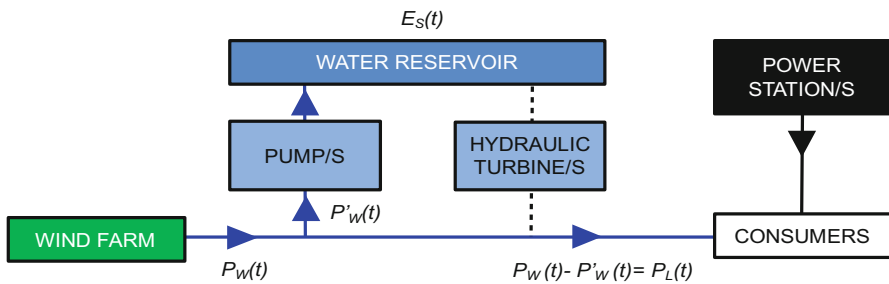 E_S(t)
WATER RESERVOIR
POWER
STATION/S
PUMP/S
HYDRAULIC
TURBINE/S
P'_W(t)
WIND FARM
CONSUMERS
P_W(t)
P_W(t)- P'_W(t)= P_L(t)